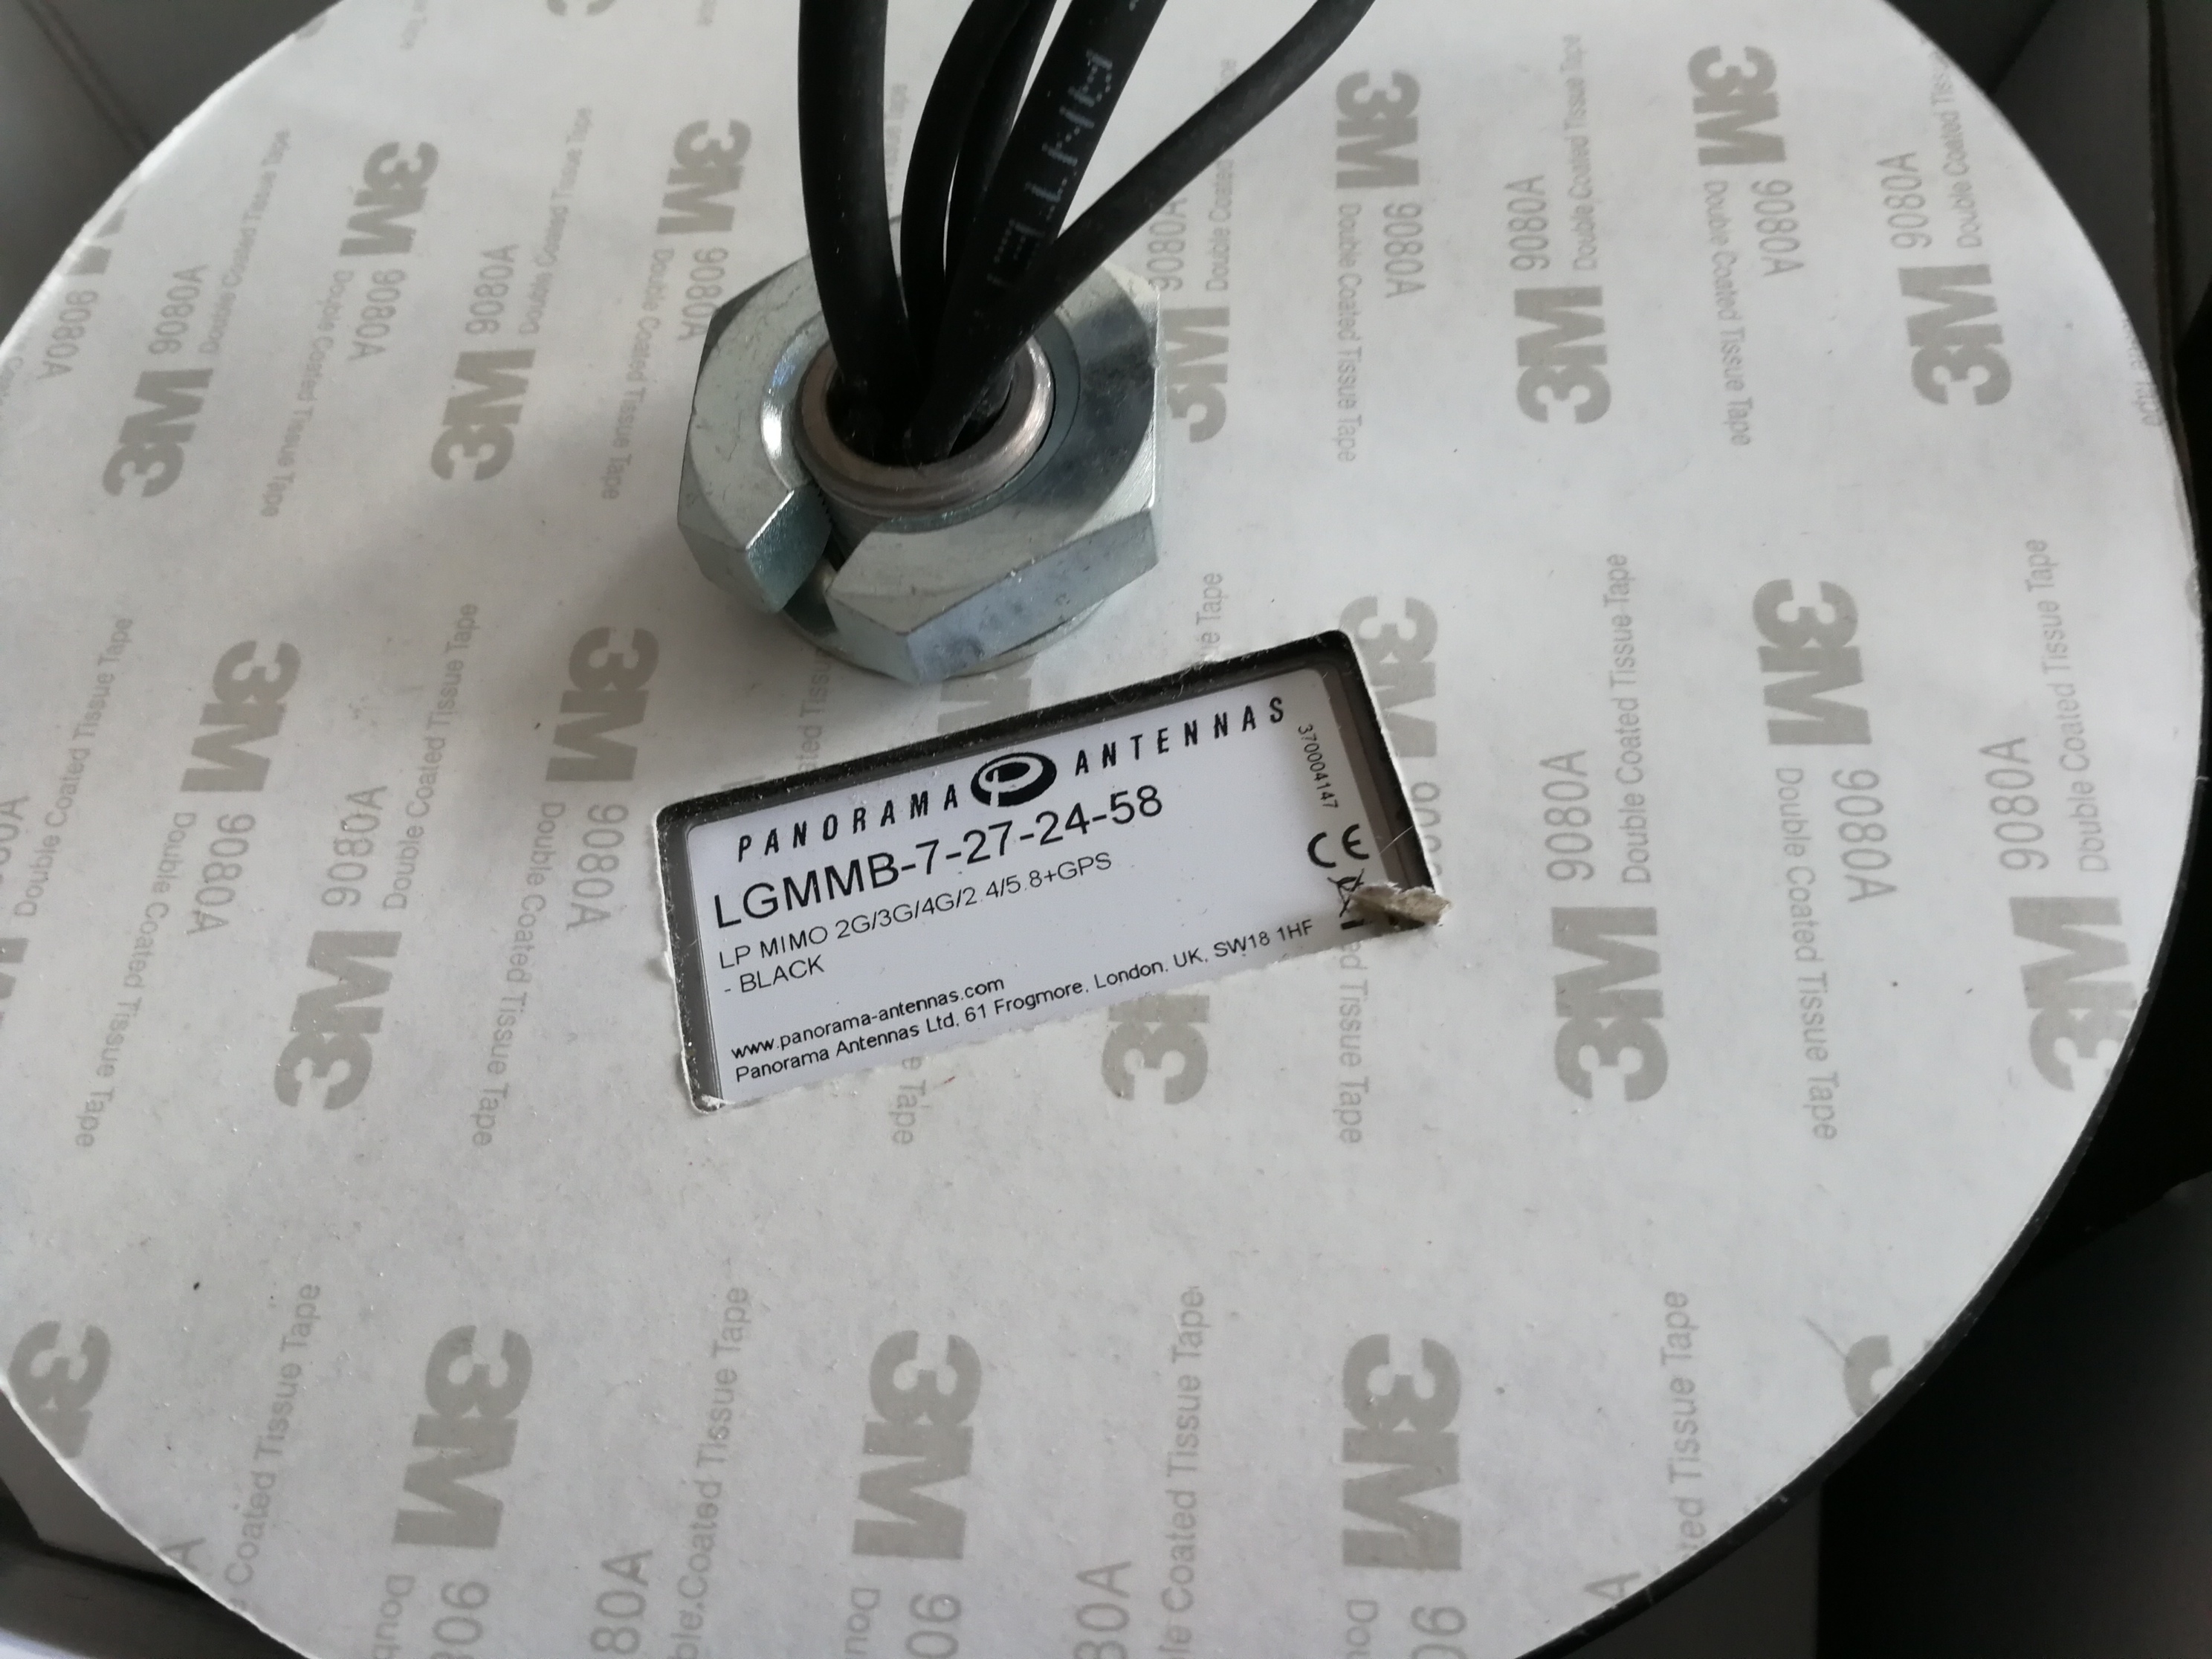 PANORAMA ANTENNAS
LGMMB-7-27-24-58
LP MIMO 2G/3G/4G/2.4/5.8+GPS
- BLACK
www.panorama-antennas.com
Panorama Antennas Ltd, 61 Frogmore, London, UK, SW18 1HF
370004147
CE
3M 9080A
Double Coated Tissue Tape